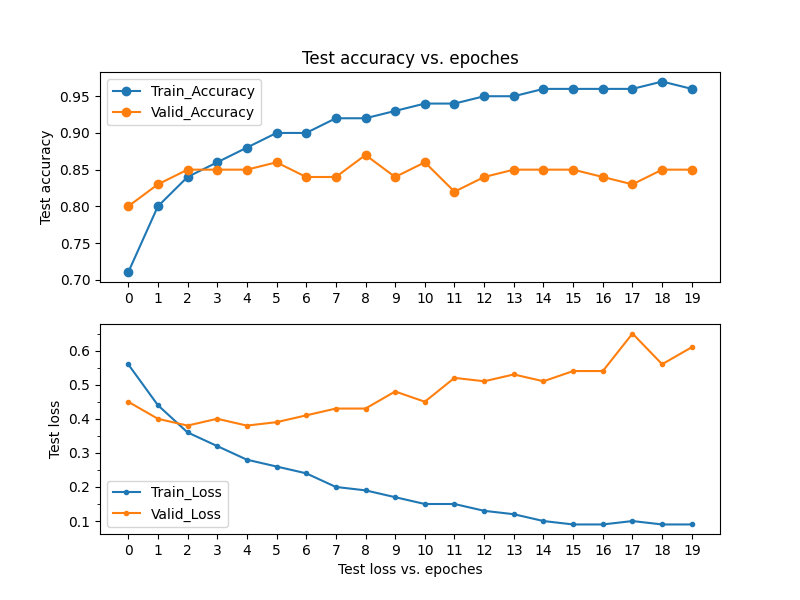 Test accuracy vs. epoches
Train_Accuracy
Valid_Accuracy
Test accuracy
0.95
0.90
0.85
0.80
0.75
0.70
0 1 2 3 4 5 6 7 8 9 10 11 12 13 14 15 16 17 18 19
Test loss
0.6
0.5
0.4
0.3
0.2
0.1
Train_Loss
Valid_Loss
0 1 2 3 4 5 6 7 8 9 10 11 12 13 14 15 16 17 18 19
Test loss vs. epoches